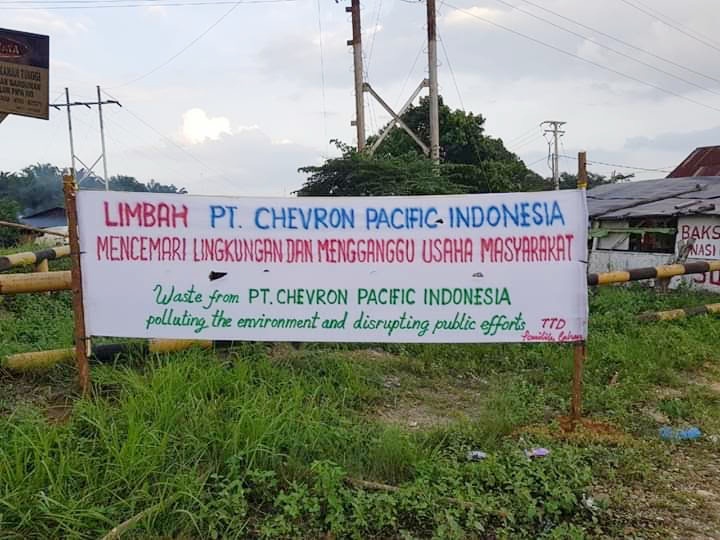 LIMBAH PT. CHEVRON PACIFIC INDONESIA
MENCEMARI LINGKUNGAN DAN MENGGANGGU USAHA MASYARAKAT
Waste from PT. CHEVRON PACIFIC INDONESIA
polluting the environment and disrupting public efforts
TTD
BAKS
NASI